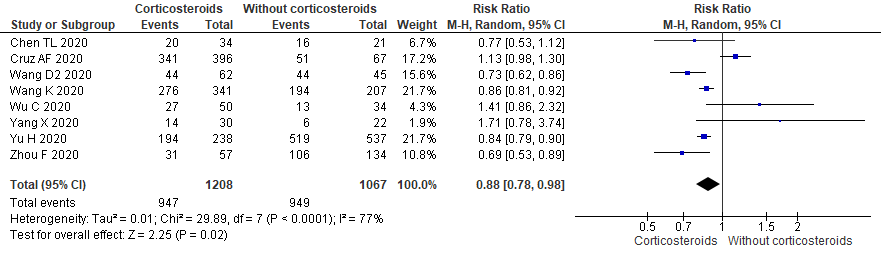 Corticosteroids Without corticosteroids Risk Ratio Risk Ratio
Study or Subgroup Events Total Events Total Weight M-H, Random, 95% CI M-H, Random, 95% CI
Chen TL 2020 20 34 16 21 6.7% 0.77 [0.53, 1.12]
Cruz AF 2020 341 396 51 67 17.2% 1.13 [0.98, 1.30]
Wang D2 2020 44 62 44 45 15.5% 0.73 [0.62, 0.86]
Wang K 2020 276 341 194 207 21.7% 0.86 [0.81, 0.92]
Wu C 2020 27 50 13 34 4.3% 1.41 [0.86, 2.32]
Yang X 2020 14 30 6 22 1.9% 1.71 [0.78, 3.74]
Yu H 2020 194 238 519 537 21.7% 0.84 [0.79, 0.90]
Zhou F 2020 31 57 106 134 10.8% 0.69 [0.53, 0.89]
Total (95% CI) 1208 1067 100.0% 0.88 [0.78, 0.98]
Total events 947 949
Heterogeneity: Tau² = 0.01; Chi² = 29.89, df = 7 (P < 0.0001); I² = 77%
Test for overall effect: Z = 2.25 (P = 0.02)
0.5 0.7 1 1.5 2
Corticosteroids Without corticosteroids